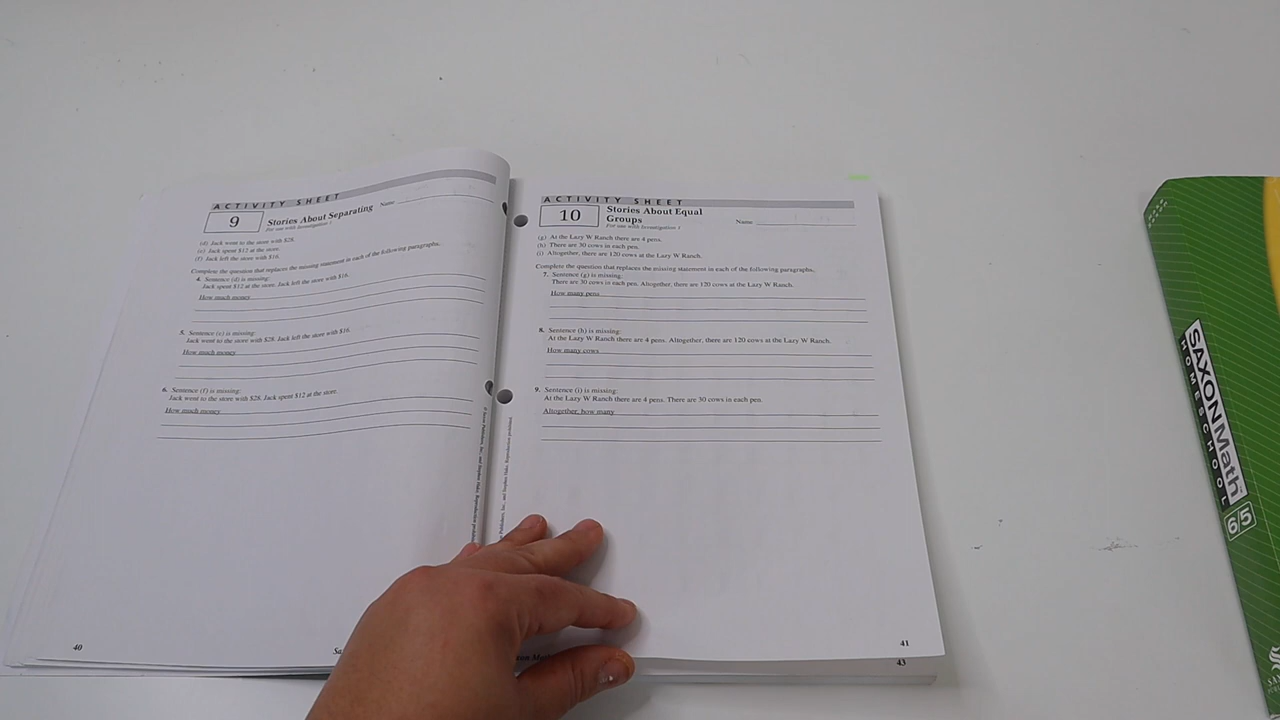 ACTIVITY SHEET
9
Stories About Separating
Name
For use with Investigation 1
(d) Jack went to the store with $28.
(e) Jack spent $12 at the store.
(f) Jack left the store with $16.
Complete the question that replaces the missing statement in each of the following paragraphs.
4. Sentence (d) is missing:
Jack spent $12 at the store. Jack left the store with $16.
How much money
5. Sentence (e) is missing:
Jack went to the store with $28. Jack left the store with $16.
How much money
6. Sentence (f) is missing:
Jack went to the store with $28. Jack spent $12 at the store.
How much money
40
ACTIVITY SHEET
10
Stories About Equal
Groups
Name
For use with Investigation 1
(g) At the Lazy W Ranch there are 4 pens.
(h) There are 30 cows in each pen.
(i) Altogether, there are 120 cows at the Lazy W Ranch.
Complete the question that replaces the missing statement in each of the following paragraphs.
7. Sentence (g) is missing:
There are 30 cows in each pen. Altogether, there are 120 cows at the Lazy W Ranch.
How many pens
8. Sentence (h) is missing:
At the Lazy W Ranch there are 4 pens. Altogether, there are 120 cows at the Lazy W Ranch.
How many cows
9. Sentence (i) is missing:
At the Lazy W Ranch there are 4 pens. There are 30 cows in each pen.
Altogether, how many
41
43
SAXON Math
HOMESCHOOL
6 5